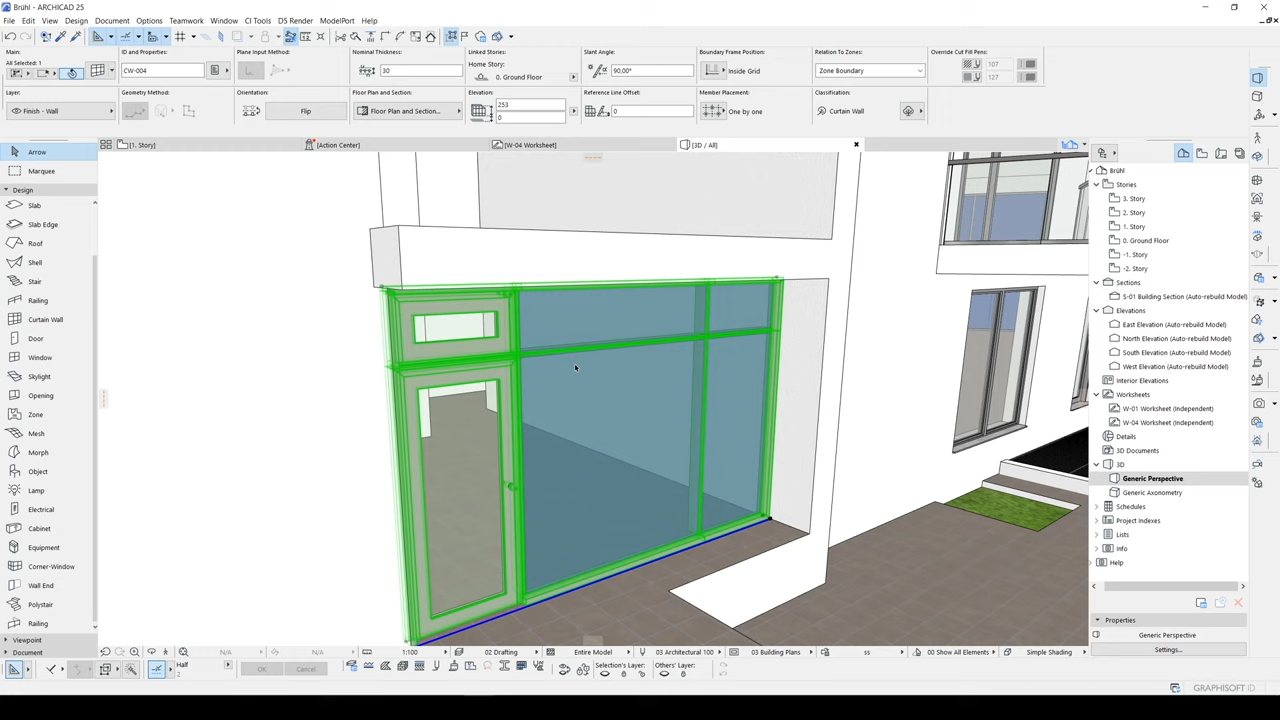 Brühl - ARCHICAD 25
File Edit View Design Document Options Teamwork Window CI Tools D5 Render ModelPort Help
Main: ID and Properties: Plane Input Method: Nominal Thickness: Linked Stories: Slant Angle: Boundary Frame Position: Relation To Zones: Override Cut Fill Pens:
All Selected: 1 Home Story:
CW-004 30 0. Ground Floor 90,00° Inside Grid Zone Boundary 107
127
Layer: Geometry Method: Orientation: Floor Plan and Section: Elevation: Reference Line Offset: Member Placement: Classification:
Finish - Wall Flip Floor Plan and Section... 253 0 One by one Curtain Wall
0
[1. Story] [Action Center] [W-04 Worksheet] [3D / All]
Arrow
Marquee
Design
Slab
Slab Edge
Roof
Shell
Stair
Railing
Curtain Wall
Door
Window
Skylight
Opening
Zone
Mesh
Morph
Object
Lamp
Electrical
Cabinet
Equipment
Corner-Window
Wall End
Polystair
Railing
Viewpoint
Document
Brühl
Stories
3. Story
2. Story
1. Story
0. Ground Floor
-1. Story
-2. Story
Sections
S-01 Building Section (Auto-rebuild Model)
Elevations
East Elevation (Auto-rebuild Model)
North Elevation (Auto-rebuild Model)
South Elevation (Auto-rebuild Model)
West Elevation (Auto-rebuild Model)
Interior Elevations
Worksheets
W-01 Worksheet (Independent)
W-04 Worksheet (Independent)
Details
3D Documents
3D
Generic Perspective
Generic Axonometry
Schedules
Project Indexes
Lists
Info
Help
Properties
Generic Perspective
Settings...
N/A N/A 1:100 02 Drafting Entire Model 03 Architectural 100 03 Building Plans ss 00 Show All Elements Simple Shading
Half
2
OK Cancel Selection's Layer: Others' Layer:
GRAPHISOFT ID